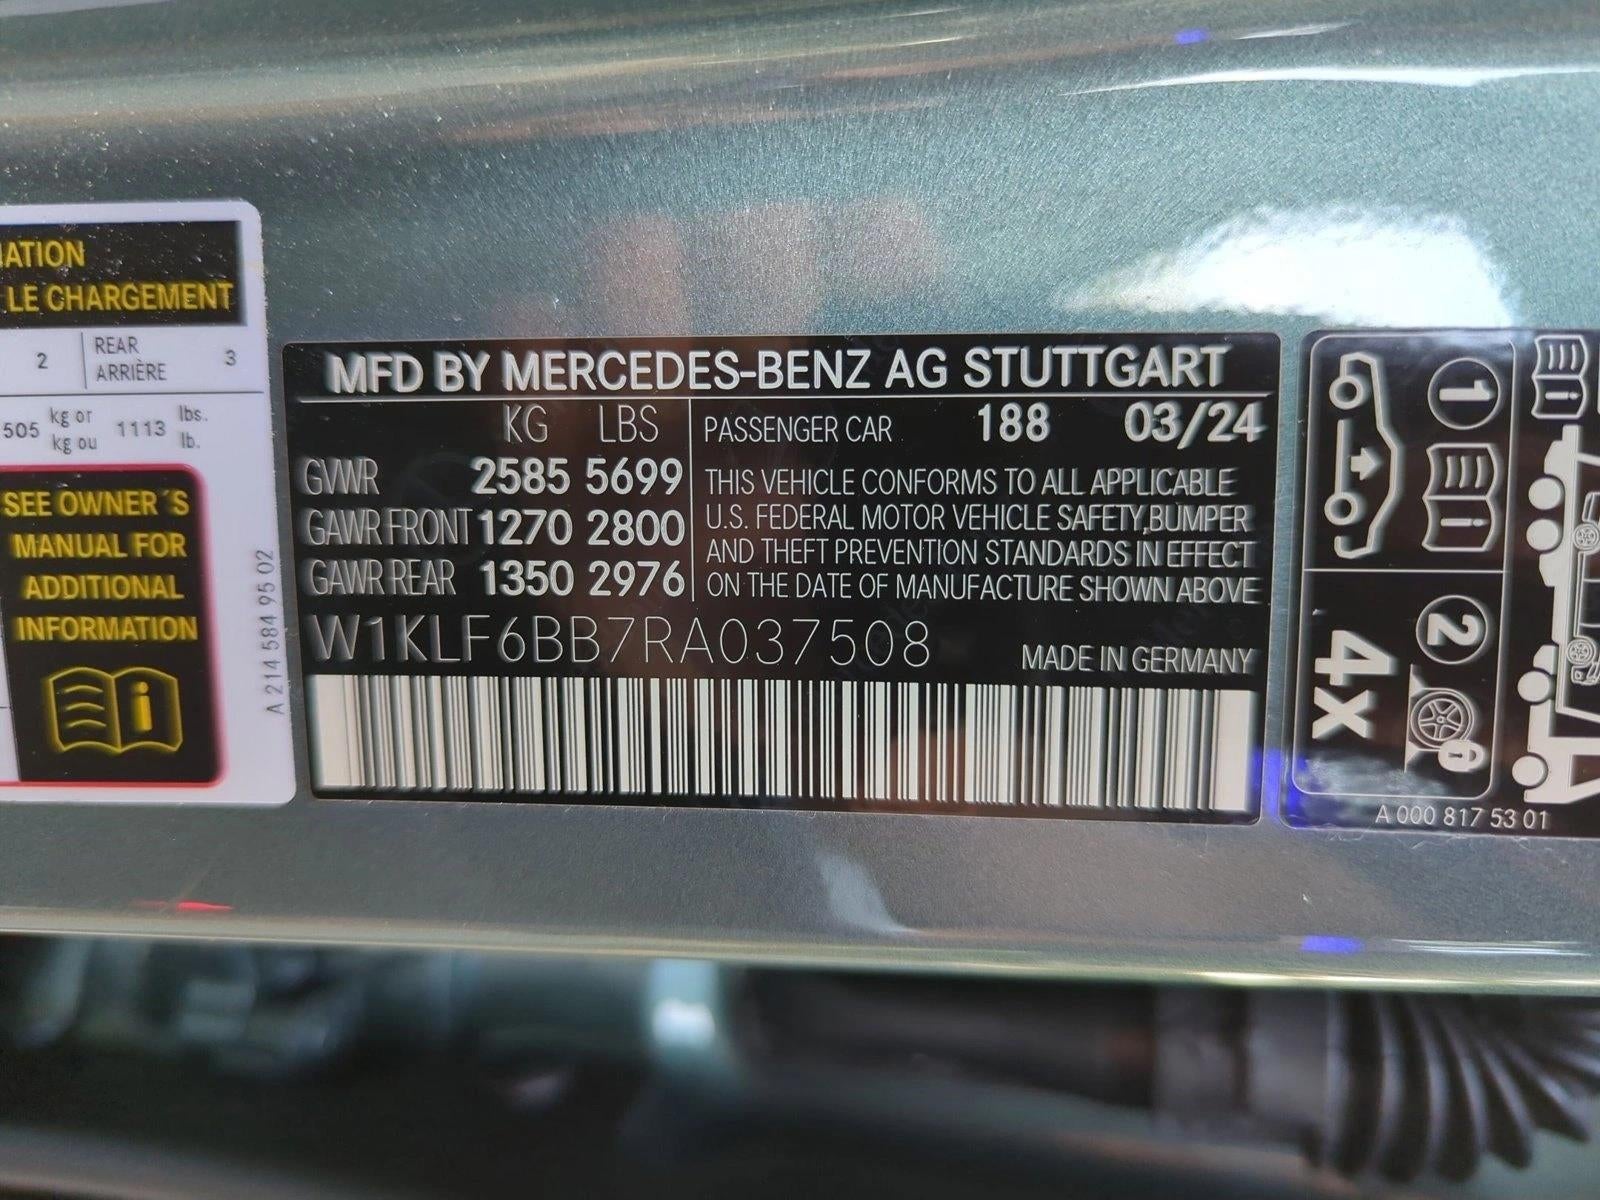 MATION
LE CHARGEMENT
2 REAR ARRIÈRE 3
505 kg or kg ou 1113 lbs. lb.
SEE OWNER´S
MANUAL FOR
ADDITIONAL
INFORMATION
i
A 214 584 95 02
MFD BY MERCEDES-BENZ AG STUTTGART
KG LBS
GVWR 2585 5699
GAWR FRONT 1270 2800
GAWR REAR 1350 2976
PASSENGER CAR 188 03/24
THIS VEHICLE CONFORMS TO ALL APPLICABLE
U.S. FEDERAL MOTOR VEHICLE SAFETY,BUMPER
AND THEFT PREVENTION STANDARDS IN EFFECT
ON THE DATE OF MANUFACTURE SHOWN ABOVE
W1KLF6BB7RA037508
MADE IN GERMANY
1
i
i
2
4x
A 000 817 53 01